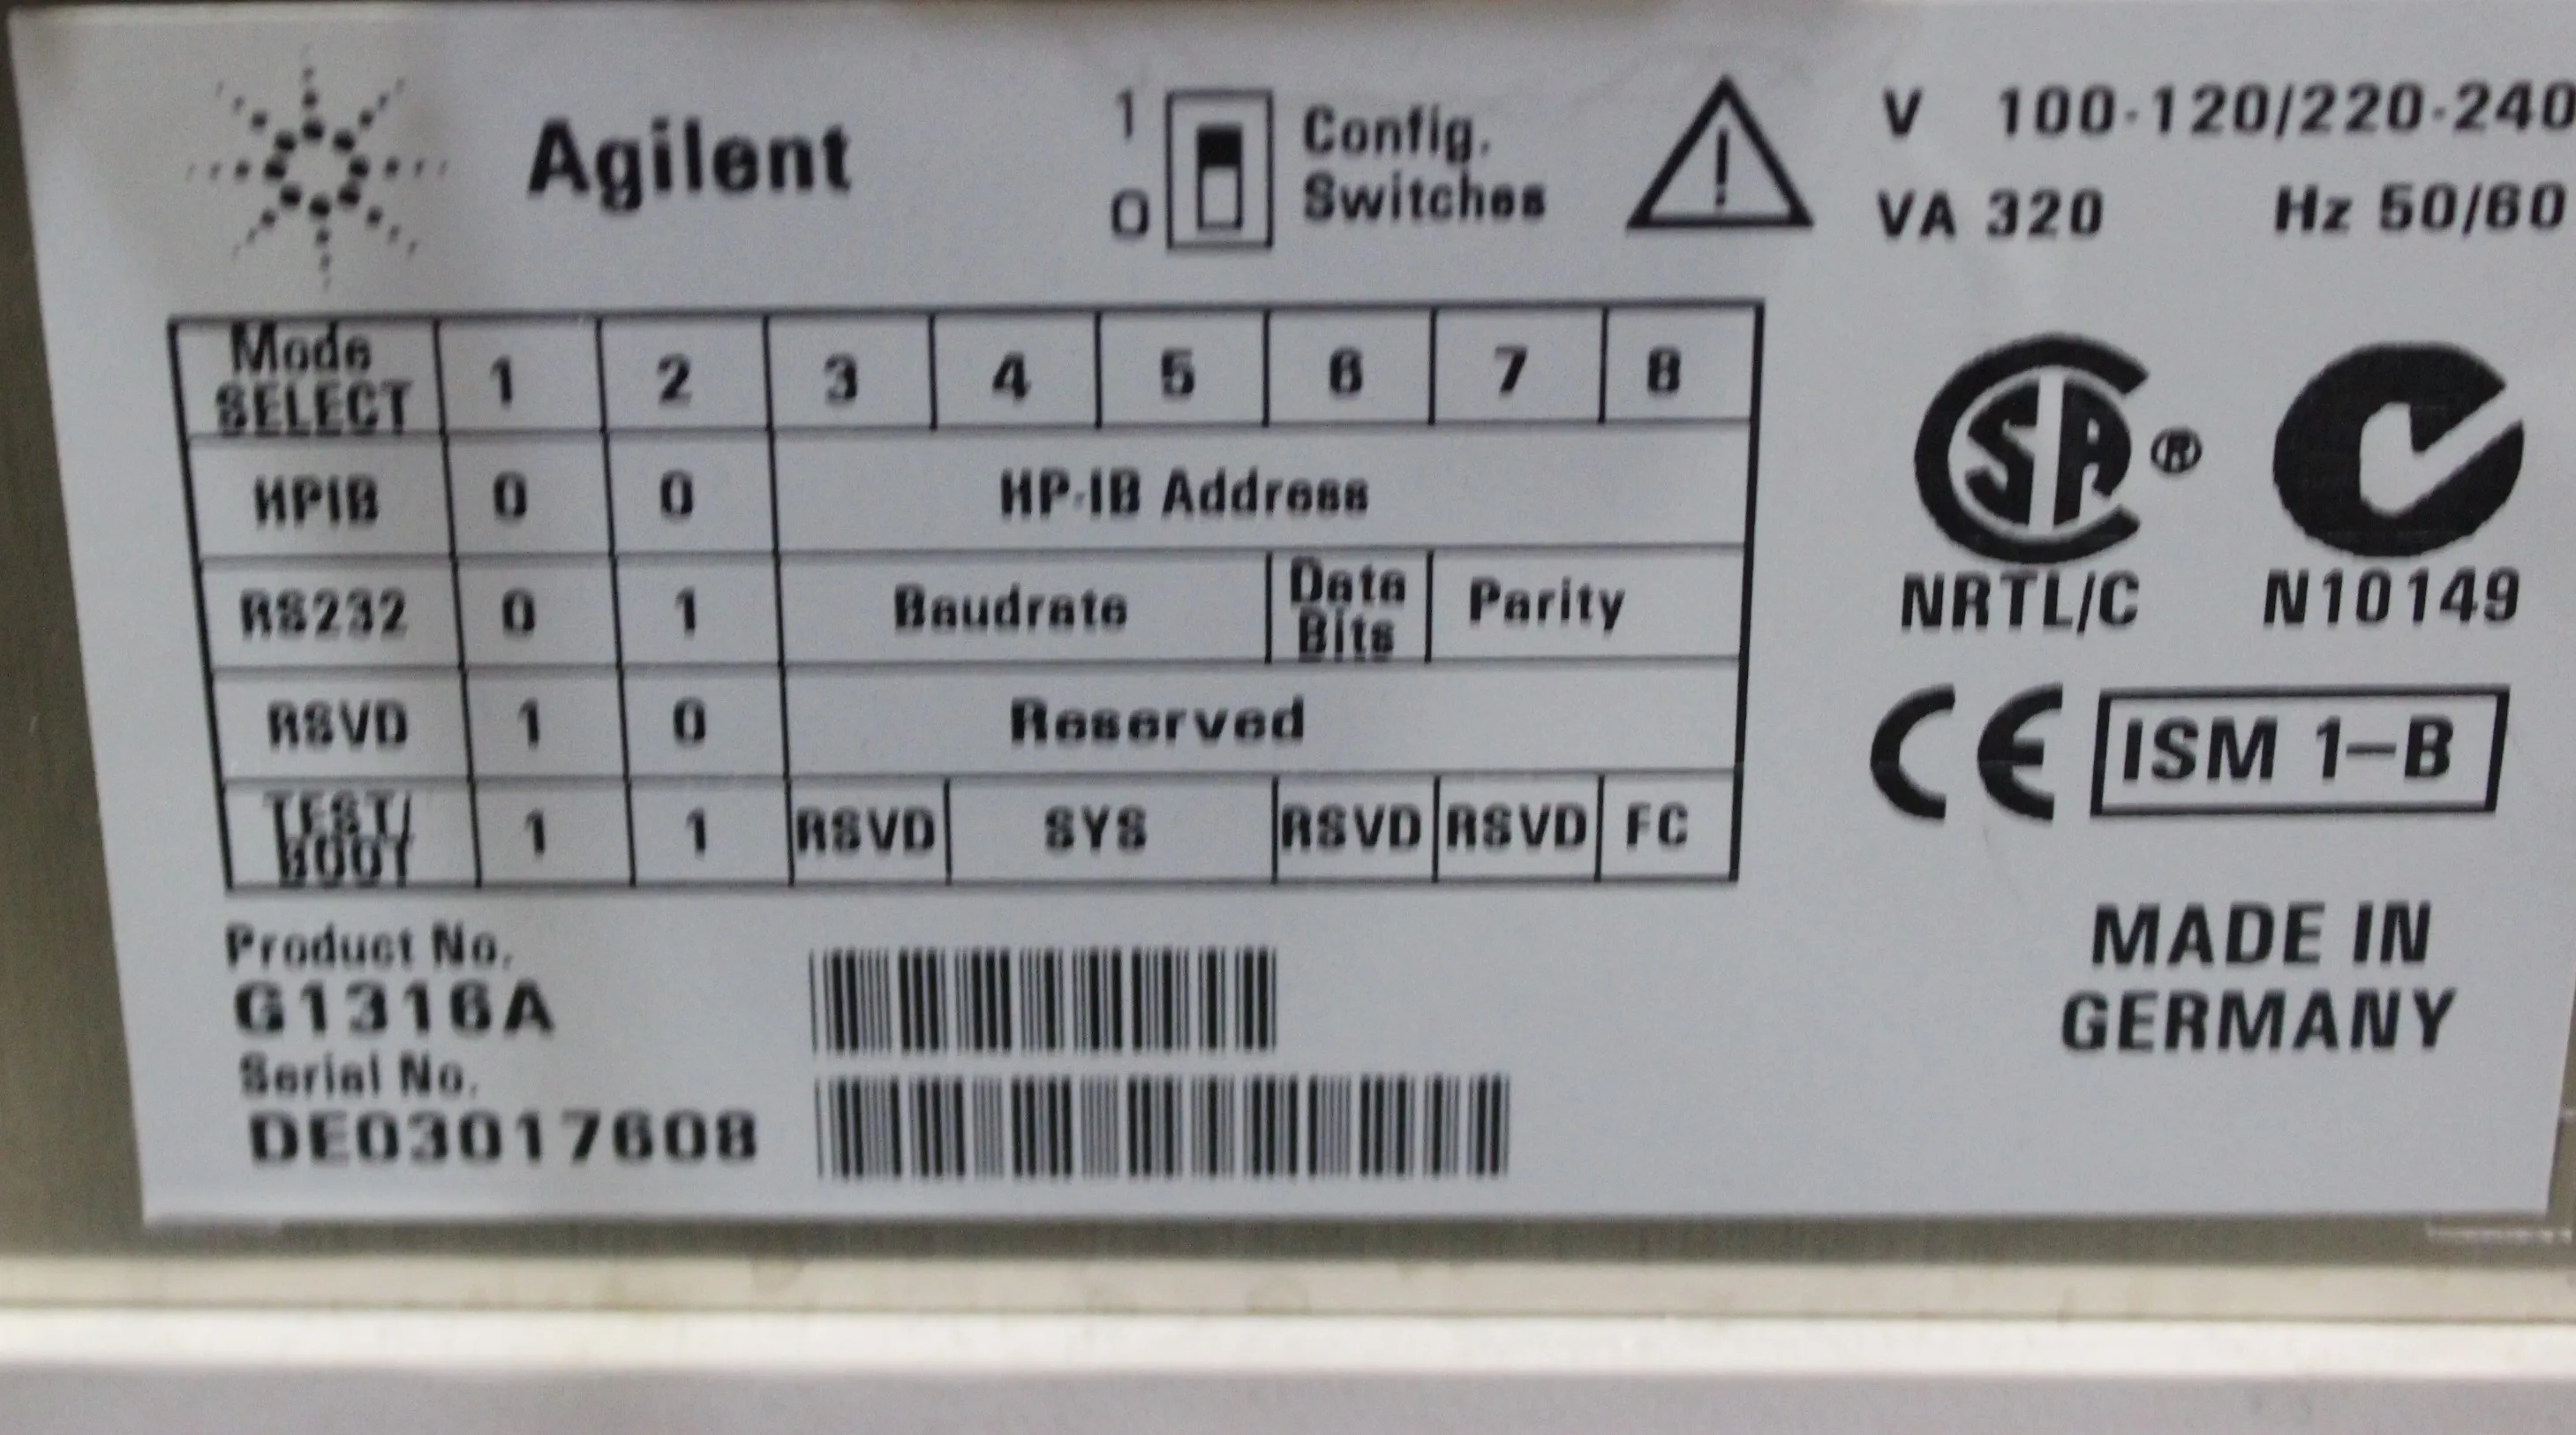 Agilent
1
0
Config.
Switches
V 100-120/220-240
VA 320 Hz 50/60
Mode SELECT 1 2 3 4 5 6 7 8
HPIB 0 0 HP-IB Address
RS232 0 1 Baudrate Data Bits Parity
RSVD 1 0 Reserved
TEST/BOOT 1 1 RSVD SYS RSVD RSVD FC
Product No.
G1316A
Serial No.
DE03017608
SA ®
NRTL/C
N10149
CE ISM 1-B
MADE IN
GERMANY